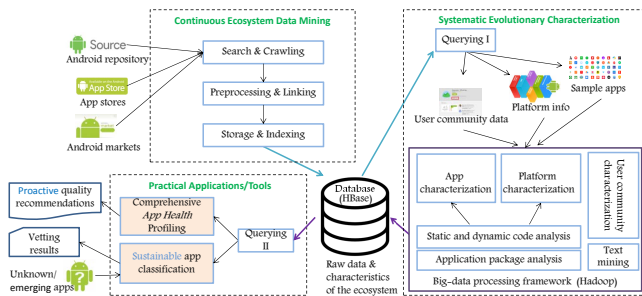 Continuous Ecosystem Data Mining
Source
Android repository
App Store
App stores
Android markets
Search & Crawling
Preprocessing & Linking
Storage & Indexing
Systematic Evolutionary Characterization
Querying I
User community data
Platform info
Sample apps
App
characterization
Platform
characterization
User community
characterization
Static and dynamic code analysis
Application package analysis
Text
mining
Big-data processing framework (Hadoop)
Practical Applications/Tools
Proactive quality
recommendations
Vetting
results
Unknown/
emerging apps
?
Comprehensive
App Health
Profiling
Sustainable app
classification
Querying
II
Database
(HBase)
Raw data &
characteristics
of the ecosystem